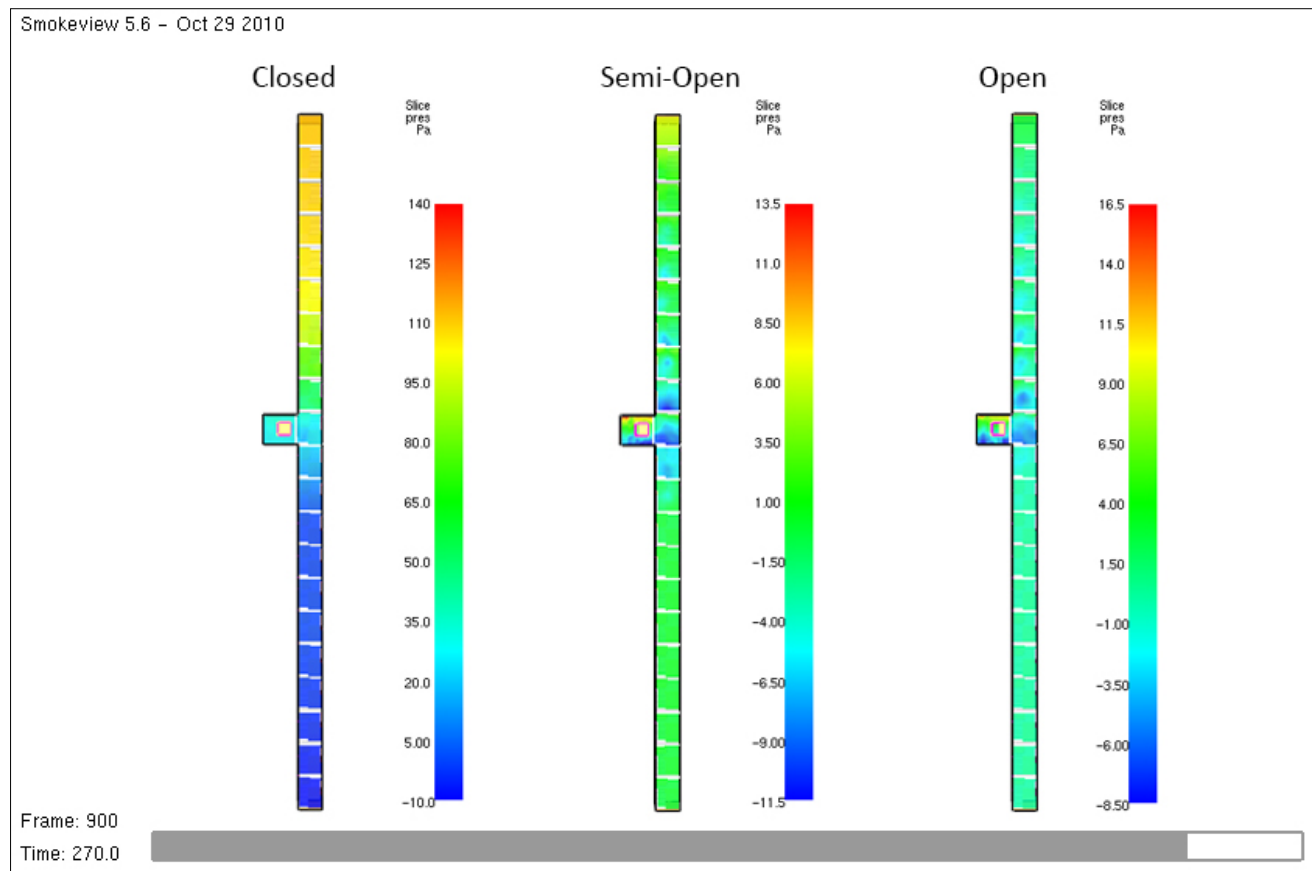 Smokeview 5.6 – Oct 29 2010
Closed
Semi-Open
Open
Slice
pres
Pa
140
125
110
95.0
80.0
65.0
50.0
35.0
20.0
5.00
−10.0
Slice
pres
Pa
13.5
11.0
8.50
6.00
3.50
1.00
−1.50
−4.00
−6.50
−9.00
−11.5
Slice
pres
Pa
16.5
14.0
11.5
9.00
6.50
4.00
1.50
−1.00
−3.50
−6.00
−8.50
Frame: 900
Time: 270.0